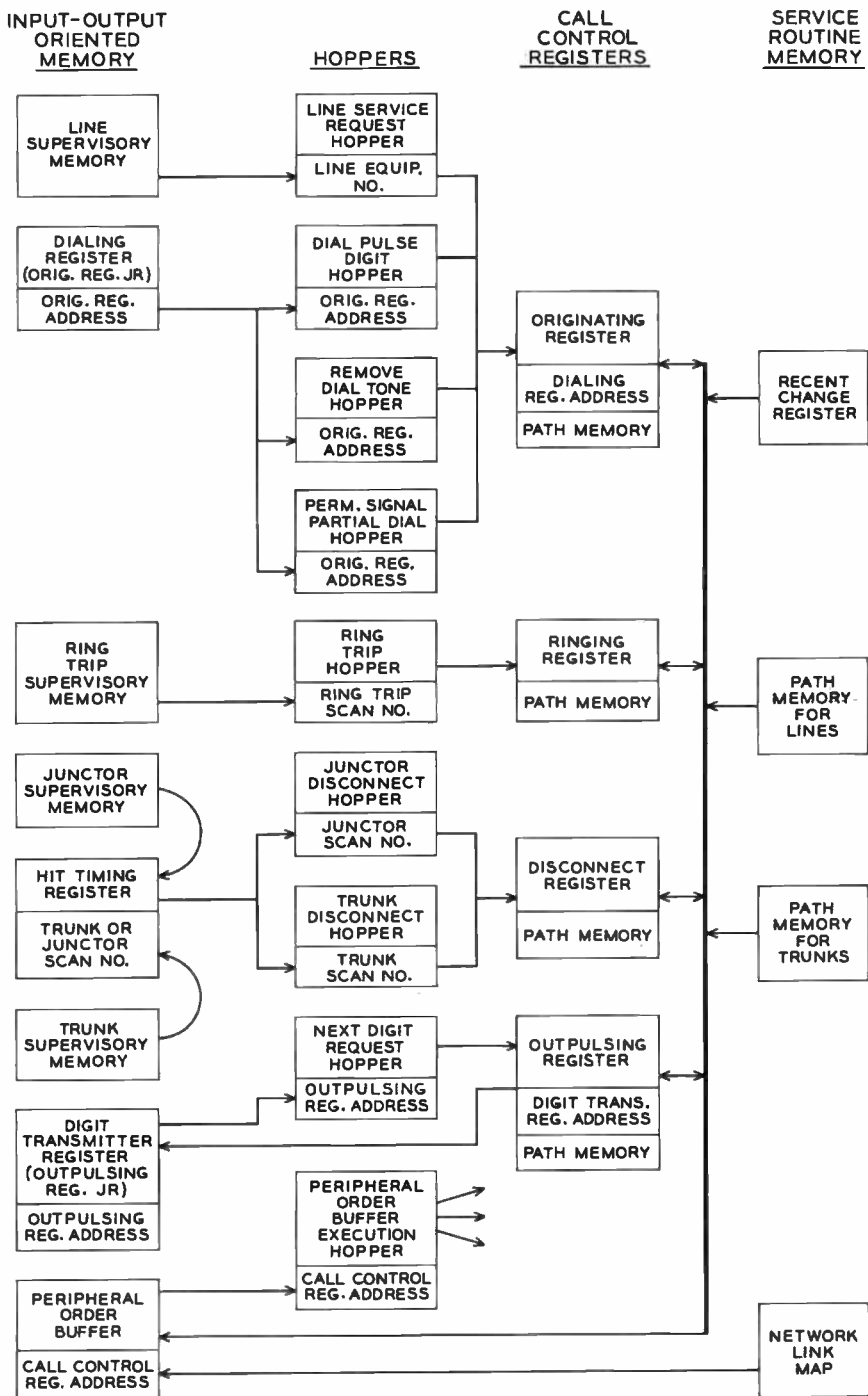 INPUT-OUTPUT
ORIENTED
MEMORY
HOPPERS
CALL
CONTROL
REGISTERS
SERVICE
ROUTINE
MEMORY
LINE
SUPERVISORY
MEMORY
LINE SERVICE
REQUEST
HOPPER
LINE EQUIP.
NO.
DIALING
REGISTER
(ORIG. REG. JR)
ORIG. REG.
ADDRESS
DIAL PULSE
DIGIT
HOPPER
ORIG. REG.
ADDRESS
REMOVE
DIAL TONE
HOPPER
ORIG. REG.
ADDRESS
PERM. SIGNAL
PARTIAL DIAL
HOPPER
ORIG. REG.
ADDRESS
ORIGINATING
REGISTER
DIALING
REG. ADDRESS
PATH MEMORY
RECENT
CHANGE
REGISTER
RING
TRIP
SUPERVISORY
MEMORY
RING
TRIP
HOPPER
RING TRIP
SCAN NO.
RINGING
REGISTER
PATH MEMORY
PATH
MEMORY
FOR
LINES
JUNCTOR
SUPERVISORY
MEMORY
HIT TIMING
REGISTER
TRUNK OR
JUNCTOR
SCAN NO.
TRUNK
SUPERVISORY
MEMORY
JUNCTOR
DISCONNECT
HOPPER
JUNCTOR
SCAN NO.
TRUNK
DISCONNECT
HOPPER
TRUNK
SCAN NO.
DISCONNECT
REGISTER
PATH MEMORY
PATH
MEMORY
FOR
TRUNKS
DIGIT
TRANSMITTER
REGISTER
(OUTPULSING
REG. JR)
OUTPULSING
REG. ADDRESS
NEXT DIGIT
REQUEST
HOPPER
OUTPULSING
REG. ADDRESS
OUTPULSING
REGISTER
DIGIT TRANS.
REG. ADDRESS
PATH MEMORY
PERIPHERAL
ORDER
BUFFER
EXECUTION
HOPPER
CALL CONTROL
REG. ADDRESS
PERIPHERAL
ORDER
BUFFER
CALL CONTROL
REG. ADDRESS
NETWORK
LINK
MAP